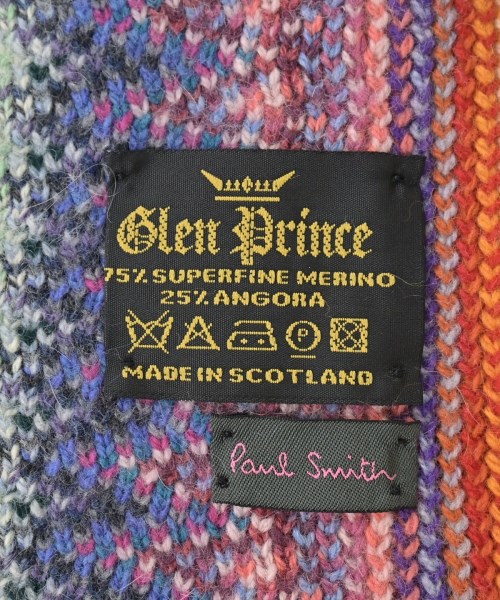 Glen Prince
75% SUPERFINE MERINO
25% ANGORA
P
MADE IN SCOTLAND
Paul Smith